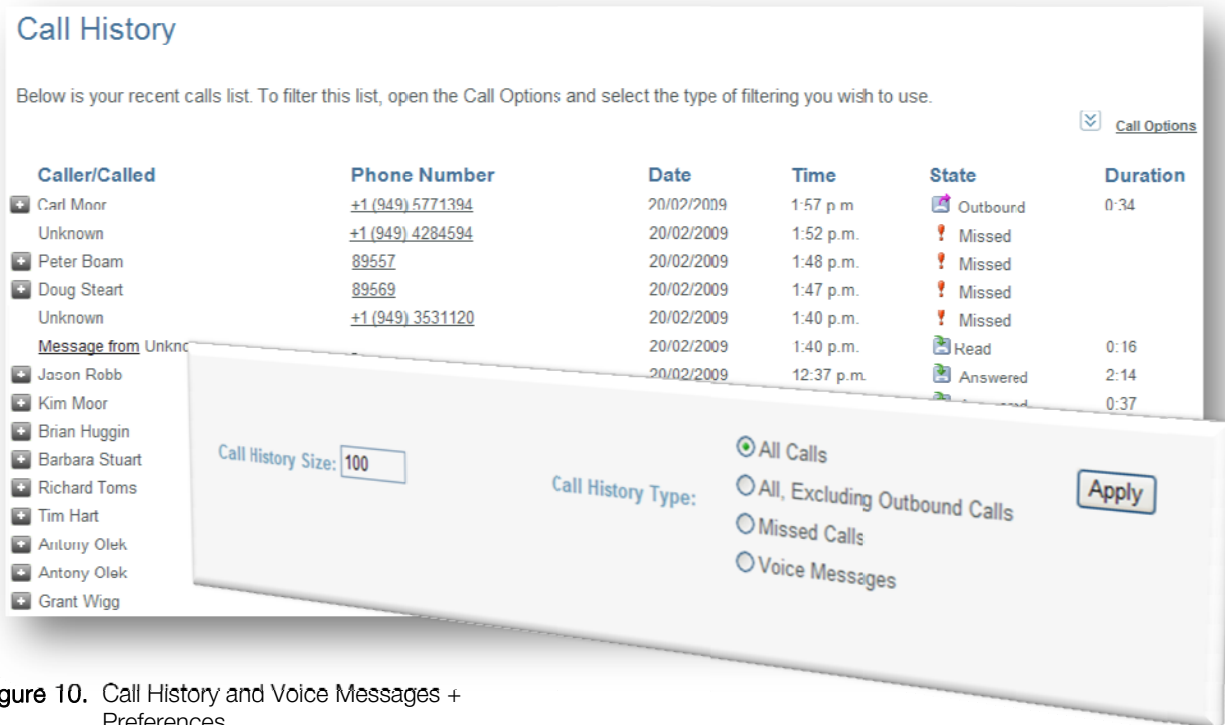 Call History
Below is your recent calls list. To filter this list, open the Call Options and select the type of filtering you wish to use.
Call Options
Caller/Called Phone Number Date Time State Duration
Carl Moor +1 (949) 5771394 20/02/2009 1:57 p m Outbound 0:34
Unknown +1 (949) 4284594 20/02/2009 1:52 p.m. Missed
Peter Boam 89557 20/02/2009 1:48 p.m. Missed
Doug Steart 89569 20/02/2009 1:47 p.m. Missed
Unknown +1 (949) 3531120 20/02/2009 1:40 p.m. Missed
Message from 20/02/2009 1:40 p.m. Read 0:16
Jason Robb 20/02/2009 12:37 p.m. Answered 2:14
Kim Moor 0:37
Brian Huggin
Barbara Stuart
Richard Toms
Tim Hart
Antony Olek
Antony Olek
Grant Wigg
Call History Size: 100
Call History Type:
All Calls
All, Excluding Outbound Calls
Missed Calls
Voice Messages
Apply
gure 10. Call History and Voice Messages +
Preferences